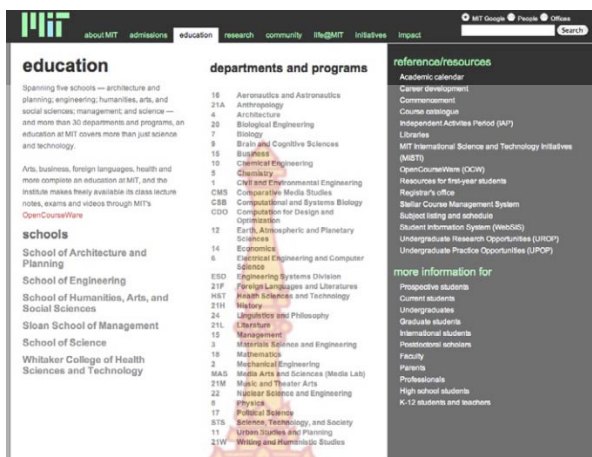 MIT
about MIT admissions education research community life@MIT initiatives impact
MIT Google People Offices
Search
education
Spanning five schools — architecture and
planning; engineering; humanities, arts, and
social sciences; management; and science —
and more than 30 departments and programs, an
education at MIT covers more than just science
and technology.
Arts, business, foreign languages, health and
more complete an education at MIT, and the
Institute makes freely available its class lecture
notes, exams and videos through MIT's
OpenCourseWare
schools
School of Architecture and
Planning
School of Engineering
School of Humanities, Arts, and
Social Sciences
Sloan School of Management
School of Science
Whitaker College of Health
Sciences and Technology
departments and programs
16 Aeronautics and Astronautics
21A Anthropology
4 Architecture
20 Biological Engineering
7 Biology
9 Brain and Cognitive Sciences
15 Business
10 Chemical Engineering
5 Chemistry
1 Civil and Environmental Engineering
CMS Comparative Media Studies
CSB Computational and Systems Biology
CDO Computation for Design and
Optimization
12 Earth, Atmospheric and Planetary
Sciences
14 Economics
6 Electrical Engineering and Computer
Science
ESD Engineering Systems Division
21F Foreign Languages and Literatures
HST Health Sciences and Technology
21H History
24 Linguistics and Philosophy
21L Literature
15 Management
3 Materials Science and Engineering
18 Mathematics
2 Mechanical Engineering
MAS Media Arts and Sciences (Media Lab)
21M Music and Theater Arts
22 Nuclear Science and Engineering
8 Physics
17 Political Science
STS Science, Technology, and Society
11 Urban Studies and Planning
21W Writing and Humanistic Studies
reference/resources
Academic calendar
Career development
Commencement
Course catalogue
Independent Activities Period (IAP)
Libraries
MIT International Science and Technology Initiatives
(MISTI)
OpenCourseWare (OCW)
Resources for first-year students
Registrar's office
Stellar Course Management System
Subject listing and schedule
Student Information System (WebSIS)
Undergraduate Research Opportunities (UROP)
Undergraduate Practice Opportunities (UPOP)
more information for
Prospective students
Current students
Undergraduates
Graduate students
International students
Postdoctoral scholars
Faculty
Parents
Professionals
High school students
K-12 students and teachers